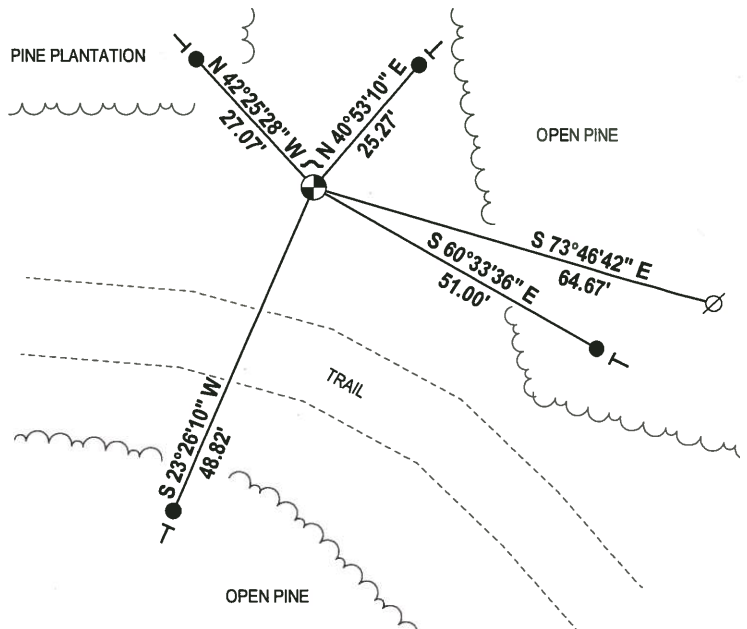 PINE PLANTATION
N 42°25'28" W
27.07'
N 40°53'10" E
25.27'
OPEN PINE
S 73°46'42" E
64.67'
S 60°33'36" E
51.00'
TRAIL
S 23°26'10" W
48.82'
OPEN PINE